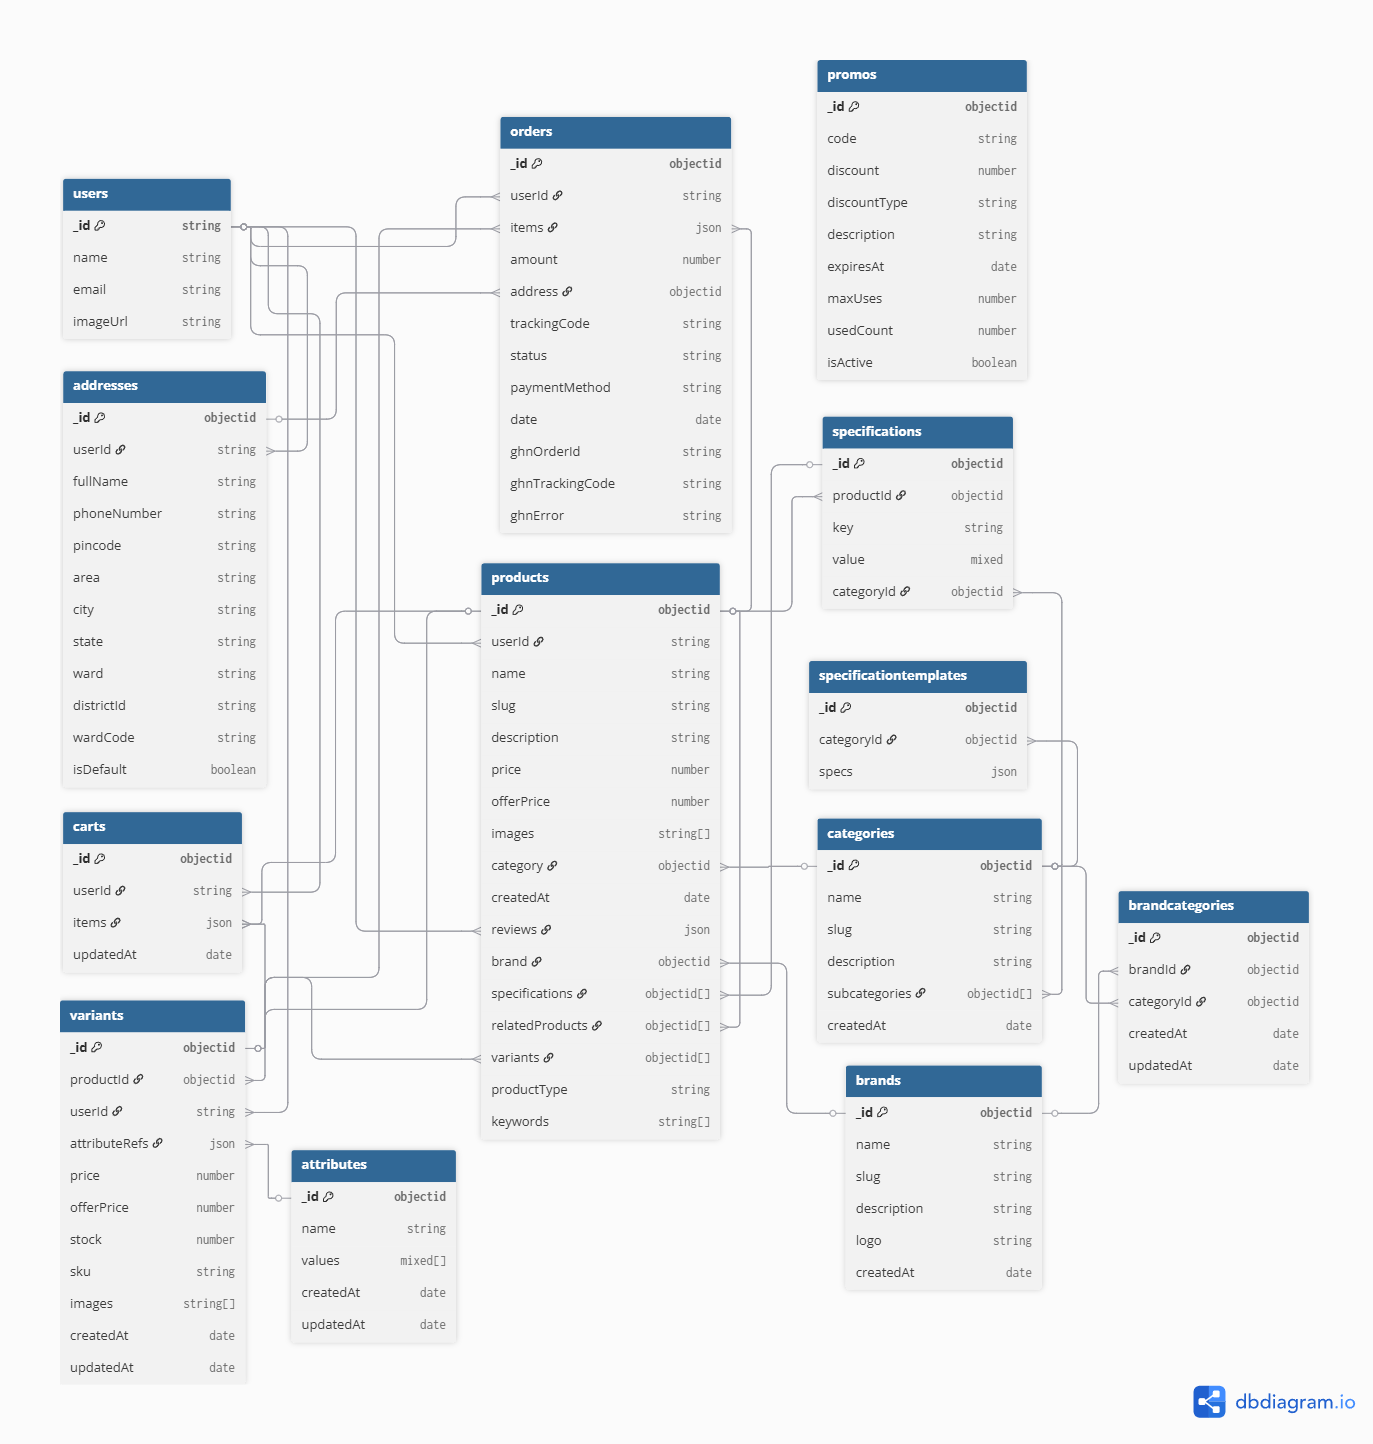 promos
_id objectid
code string
discount number
discountType string
description string
expiresAt date
maxUses number
usedCount number
isActive boolean
orders
_id objectid
userId string
items json
amount number
address objectid
trackingCode string
status string
paymentMethod string
date date
ghnOrderId string
ghnTrackingCode string
ghnError string
users
_id string
name string
email string
imageUrl string
addresses
_id objectid
userId string
fullName string
phoneNumber string
pincode string
area string
city string
state string
ward string
districtId string
wardCode string
isDefault boolean
specifications
_id objectid
productId objectid
key string
value mixed
categoryId objectid
products
_id objectid
userId string
name string
slug string
description string
price number
offerPrice number
images string[]
category objectid
createdAt date
reviews json
brand objectid
specifications objectid[]
relatedProducts objectid[]
variants objectid[]
productType string
keywords string[]
specificationtemplates
_id objectid
categoryId objectid
specs json
carts
_id objectid
userId string
items json
updatedAt date
categories
_id objectid
name string
slug string
description string
subcategories objectid[]
createdAt date
brandcategories
_id objectid
brandId objectid
categoryId objectid
createdAt date
updatedAt date
variants
_id objectid
productId objectid
userId string
attributeRefs json
price number
offerPrice number
stock number
sku string
images string[]
createdAt date
updatedAt date
brands
_id objectid
name string
slug string
description string
logo string
createdAt date
attributes
_id objectid
name string
values mixed[]
createdAt date
updatedAt date
dbdiagram.io